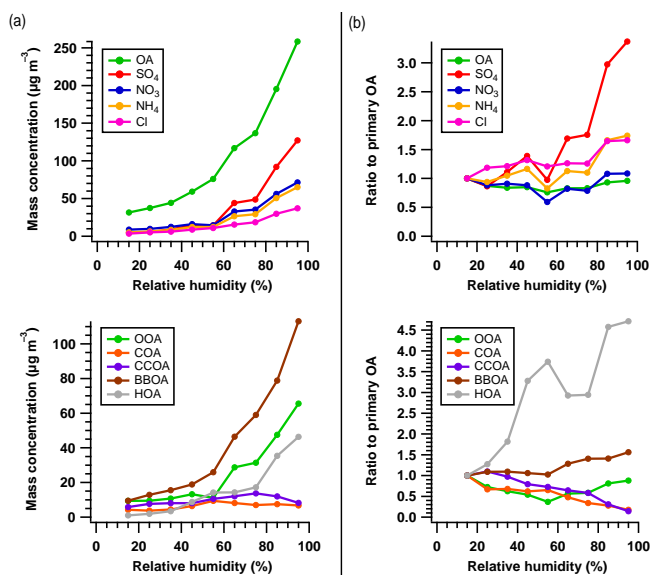 (a)
250
200
150
100
50
0
Mass concentration (µg m⁻³)
OA
SO₄
NO₃
NH₄
Cl
0 20 40 60 80 100
Relative humidity (%)
(b)
3.0
2.5
2.0
1.5
1.0
0.5
0.0
Ratio to primary OA
OA
SO₄
NO₃
NH₄
Cl
0 20 40 60 80 100
Relative humidity (%)
100
80
60
40
20
0
Mass concentration (µg m⁻³)
OOA
COA
CCOA
BBOA
HOA
0 20 40 60 80 100
Relative humidity (%)
4.5
4.0
3.5
3.0
2.5
2.0
1.5
1.0
0.5
0.0
Ratio to primary OA
OOA
COA
CCOA
BBOA
HOA
0 20 40 60 80 100
Relative humidity (%)